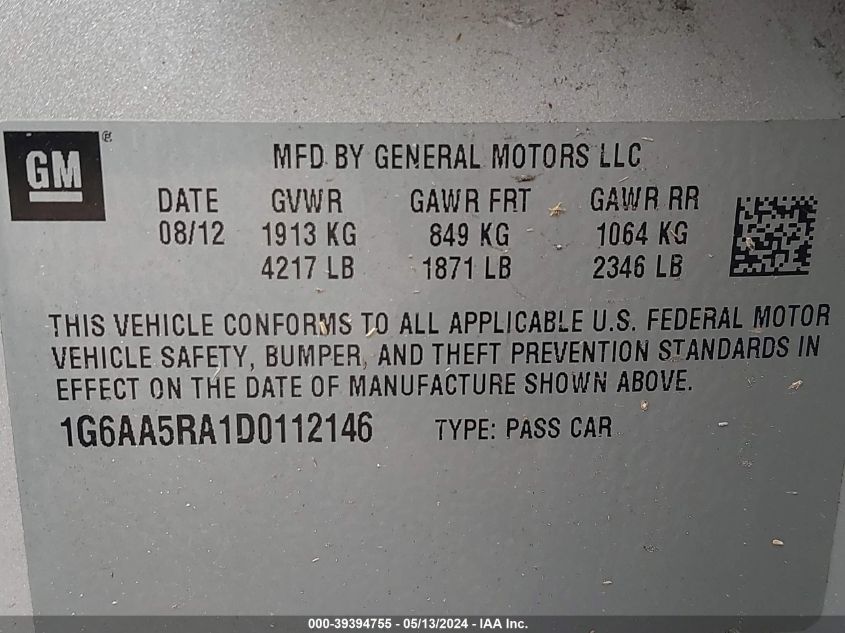 GM®
MFD BY GENERAL MOTORS LLC
DATE GVWR GAWR FRT GAWR RR
08/12 1913 KG 849 KG 1064 KG
4217 LB 1871 LB 2346 LB
THIS VEHICLE CONFORMS TO ALL APPLICABLE U.S. FEDERAL MOTOR
VEHICLE SAFETY, BUMPER, AND THEFT PREVENTION STANDARDS IN
EFFECT ON THE DATE OF MANUFACTURE SHOWN ABOVE.
1G6AA5RA1D0112146 TYPE: PASS CAR
000-39394755 - 05/13/2024 - IAA Inc.